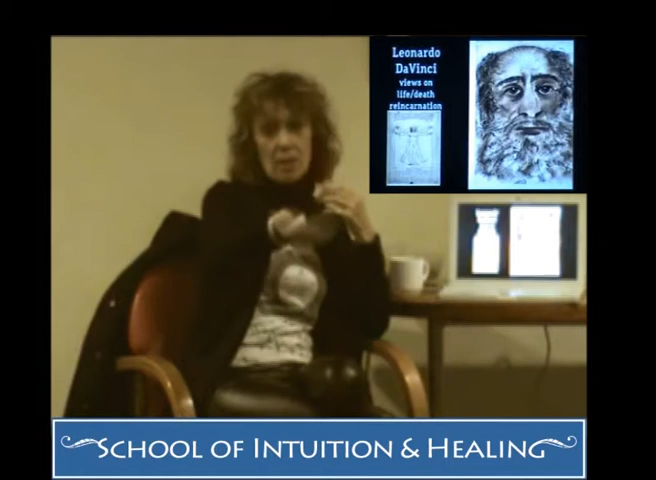 Leonardo
DaVinci
views on
life/death
reincarnation
SCHOOL OF INTUITION & HEALING